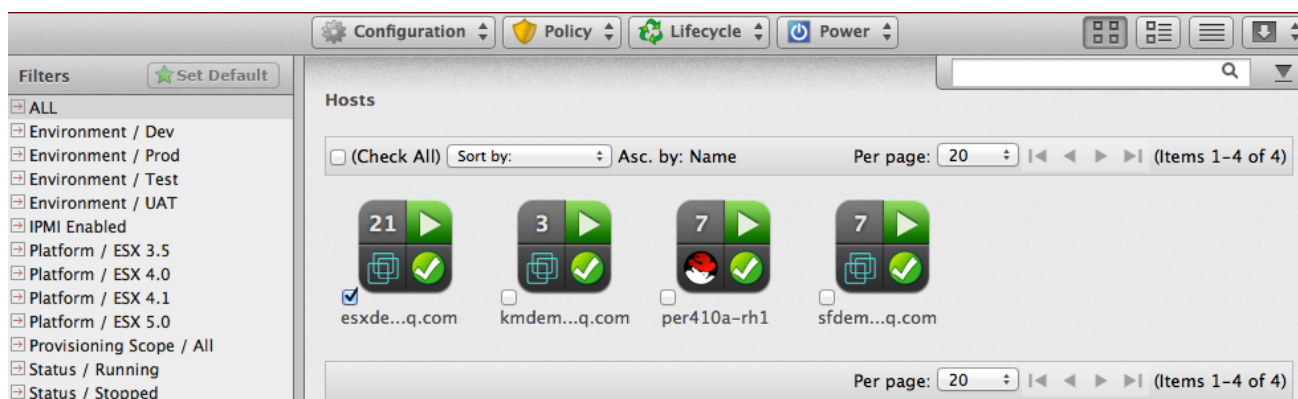 Configuration Policy Lifecycle Power
Filters Set Default
ALL
Environment / Dev
Environment / Prod
Environment / Test
Environment / UAT
IPMI Enabled
Platform / ESX 3.5
Platform / ESX 4.0
Platform / ESX 4.1
Platform / ESX 5.0
Provisioning Scope / All
Status / Running
Status / Stopped
Hosts
(Check All) Sort by: Asc. by: Name Per page: 20 (Items 1-4 of 4)
21 3 7 7
esxde...q.com kmdem...q.com per410a-rh1 sfdem...q.com
Per page: 20 (Items 1-4 of 4)